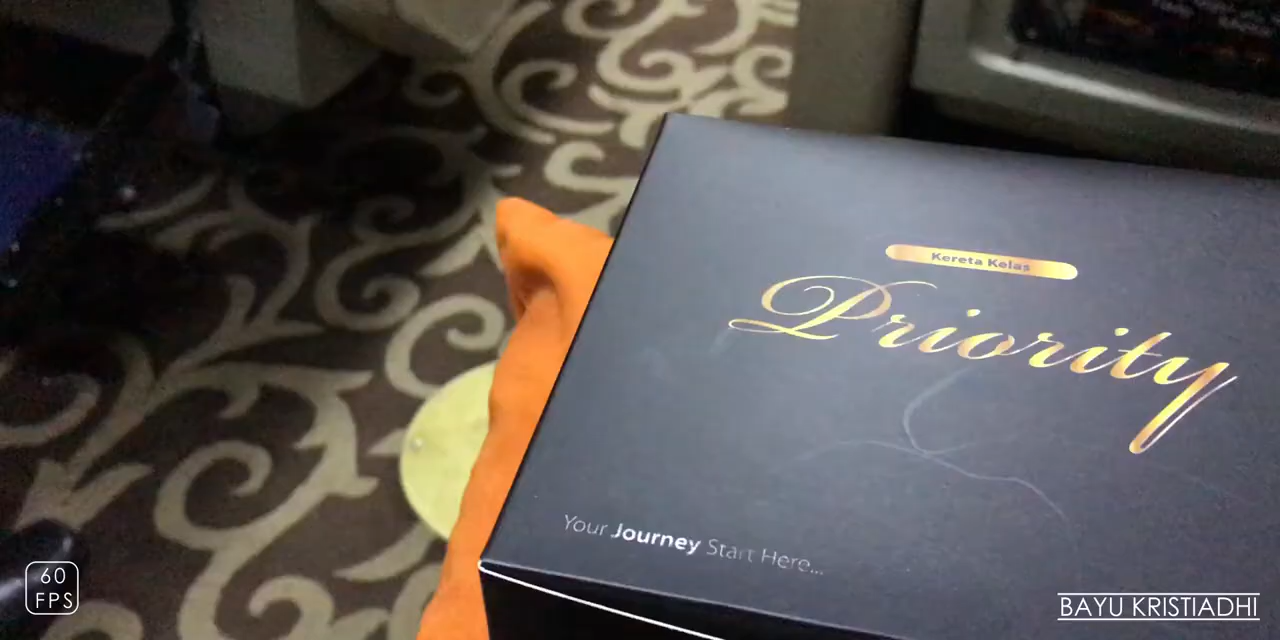 Kereta Kelas
Priority
Your Journey Start Here...
60
FPS
BAYU KRISTIADHI